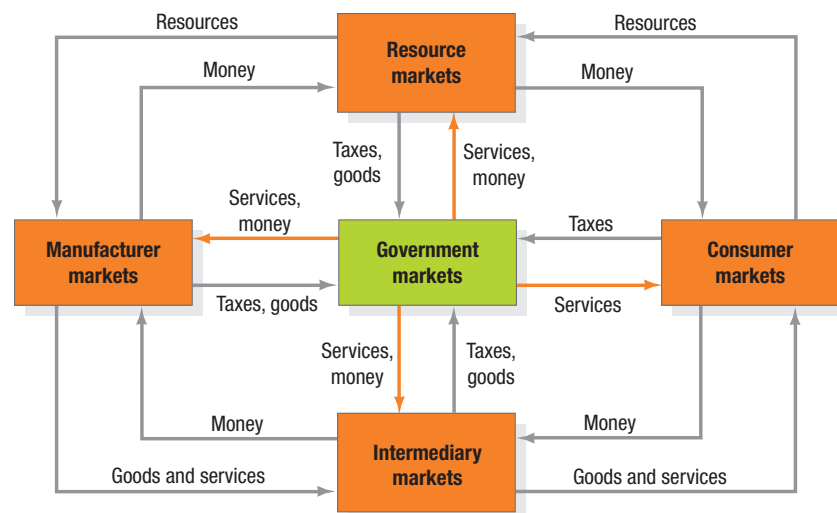 Resources
Resource
markets
Resources
Money
Money
Taxes,
goods
Services,
money
Services,
money
Taxes
Manufacturer
markets
Government
markets
Consumer
markets
Taxes, goods
Services
Services,
money
Taxes,
goods
Money
Money
Intermediary
markets
Goods and services
Goods and services